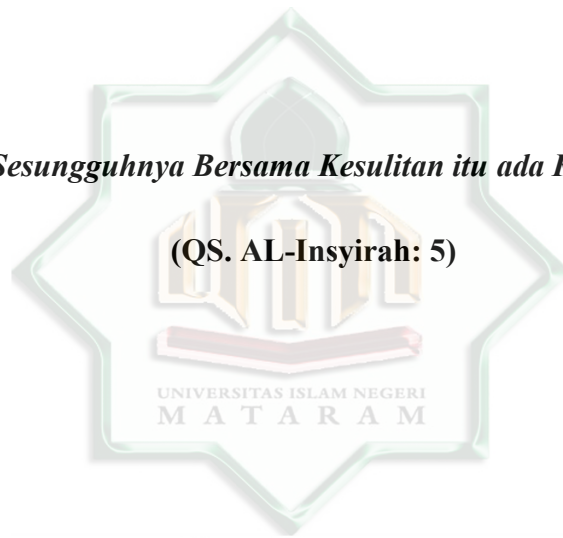 Sesungguhnya Bersama Kesulitan itu ada
(QS. AL-Insyirah: 5)
UNIVERSITAS ISLAM NEGERI
MATARAM